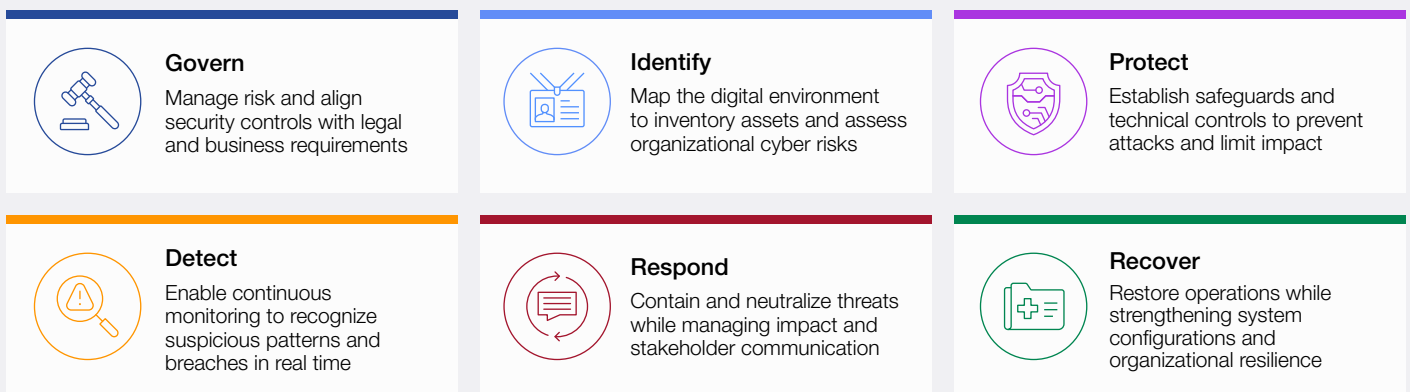 Govern
Manage risk and align
security controls with legal
and business requirements
Identify
Map the digital environment
to inventory assets and assess
organizational cyber risks
Protect
Establish safeguards and
technical controls to prevent
attacks and limit impact
Detect
Enable continuous
monitoring to recognize
suspicious patterns and
breaches in real time
Respond
Contain and neutralize threats
while managing impact and
stakeholder communication
Recover
Restore operations while
strengthening system
configurations and
organizational resilience